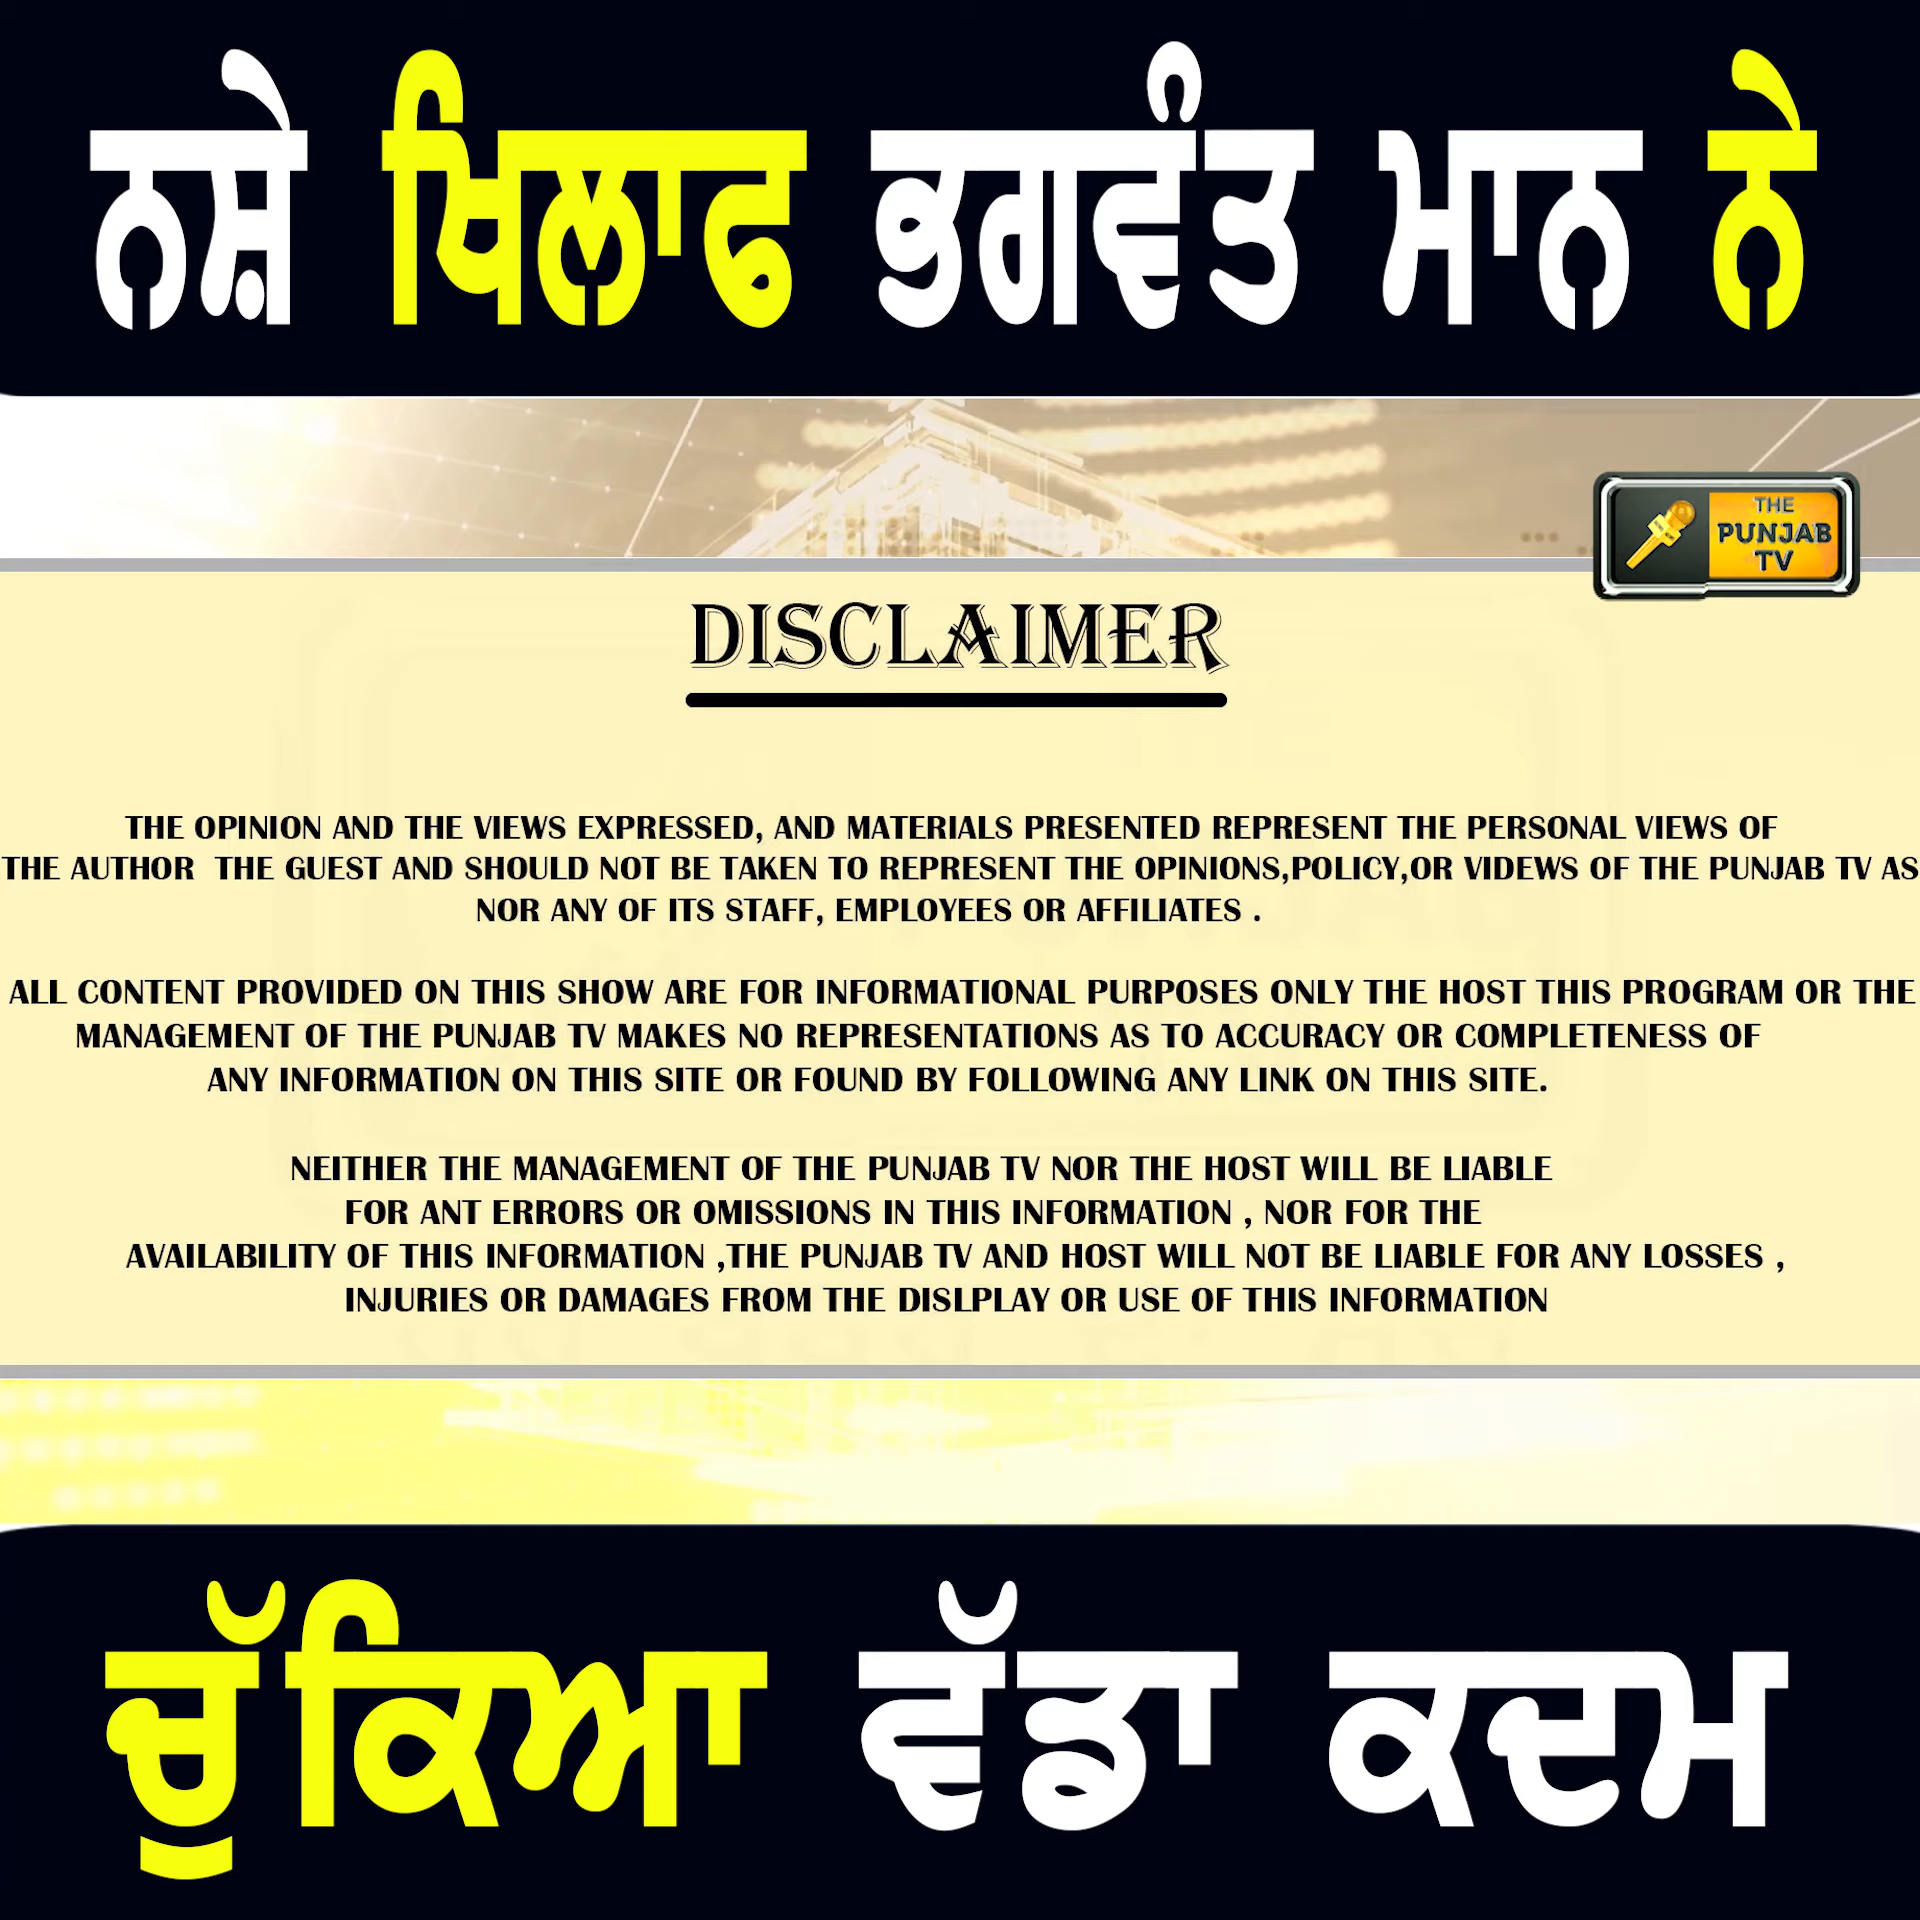 ਨਸ਼ੇ ਖਿਲਾਫ ਭਗਵੰਤ ਮਾਨ ਨੇ
THE
PUNJAB
TV
DISCLAIMER
THE OPINION AND THE VIEWS EXPRESSED, AND MATERIALS PRESENTED REPRESENT THE PERSONAL VIEWS OF
THE AUTHOR THE GUEST AND SHOULD NOT BE TAKEN TO REPRESENT THE OPINIONS,POLICY,OR VIDEWS OF THE PUNJAB TV AS
NOR ANY OF ITS STAFF, EMPLOYEES OR AFFILIATES .
ALL CONTENT PROVIDED ON THIS SHOW ARE FOR INFORMATIONAL PURPOSES ONLY THE HOST THIS PROGRAM OR THE
MANAGEMENT OF THE PUNJAB TV MAKES NO REPRESENTATIONS AS TO ACCURACY OR COMPLETENESS OF
ANY INFORMATION ON THIS SITE OR FOUND BY FOLLOWING ANY LINK ON THIS SITE.
NEITHER THE MANAGEMENT OF THE PUNJAB TV NOR THE HOST WILL BE LIABLE
FOR ANT ERRORS OR OMISSIONS IN THIS INFORMATION , NOR FOR THE
AVAILABILITY OF THIS INFORMATION ,THE PUNJAB TV AND HOST WILL NOT BE LIABLE FOR ANY LOSSES ,
INJURIES OR DAMAGES FROM THE DISLPLAY OR USE OF THIS INFORMATION
ਚੁੱਕਿਆ ਵੱਡਾ ਕਦਮ